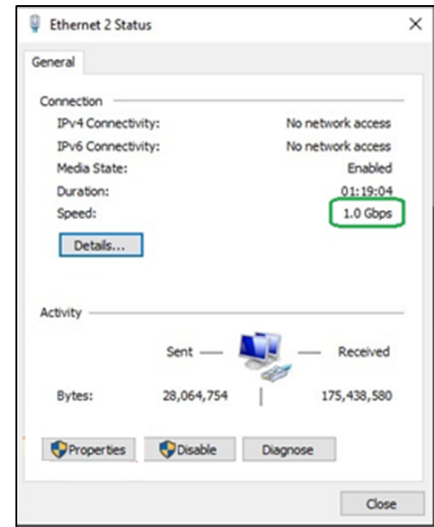 Ethernet 2 Status
General
Connection
IPv4 Connectivity: No network access
IPv6 Connectivity: No network access
Media State: Enabled
Duration: 01:19:04
Speed: 1.0 Gbps
Details...
Activity
Sent Received
Bytes: 28,064,754 175,438,580
Properties Disable Diagnose
Close